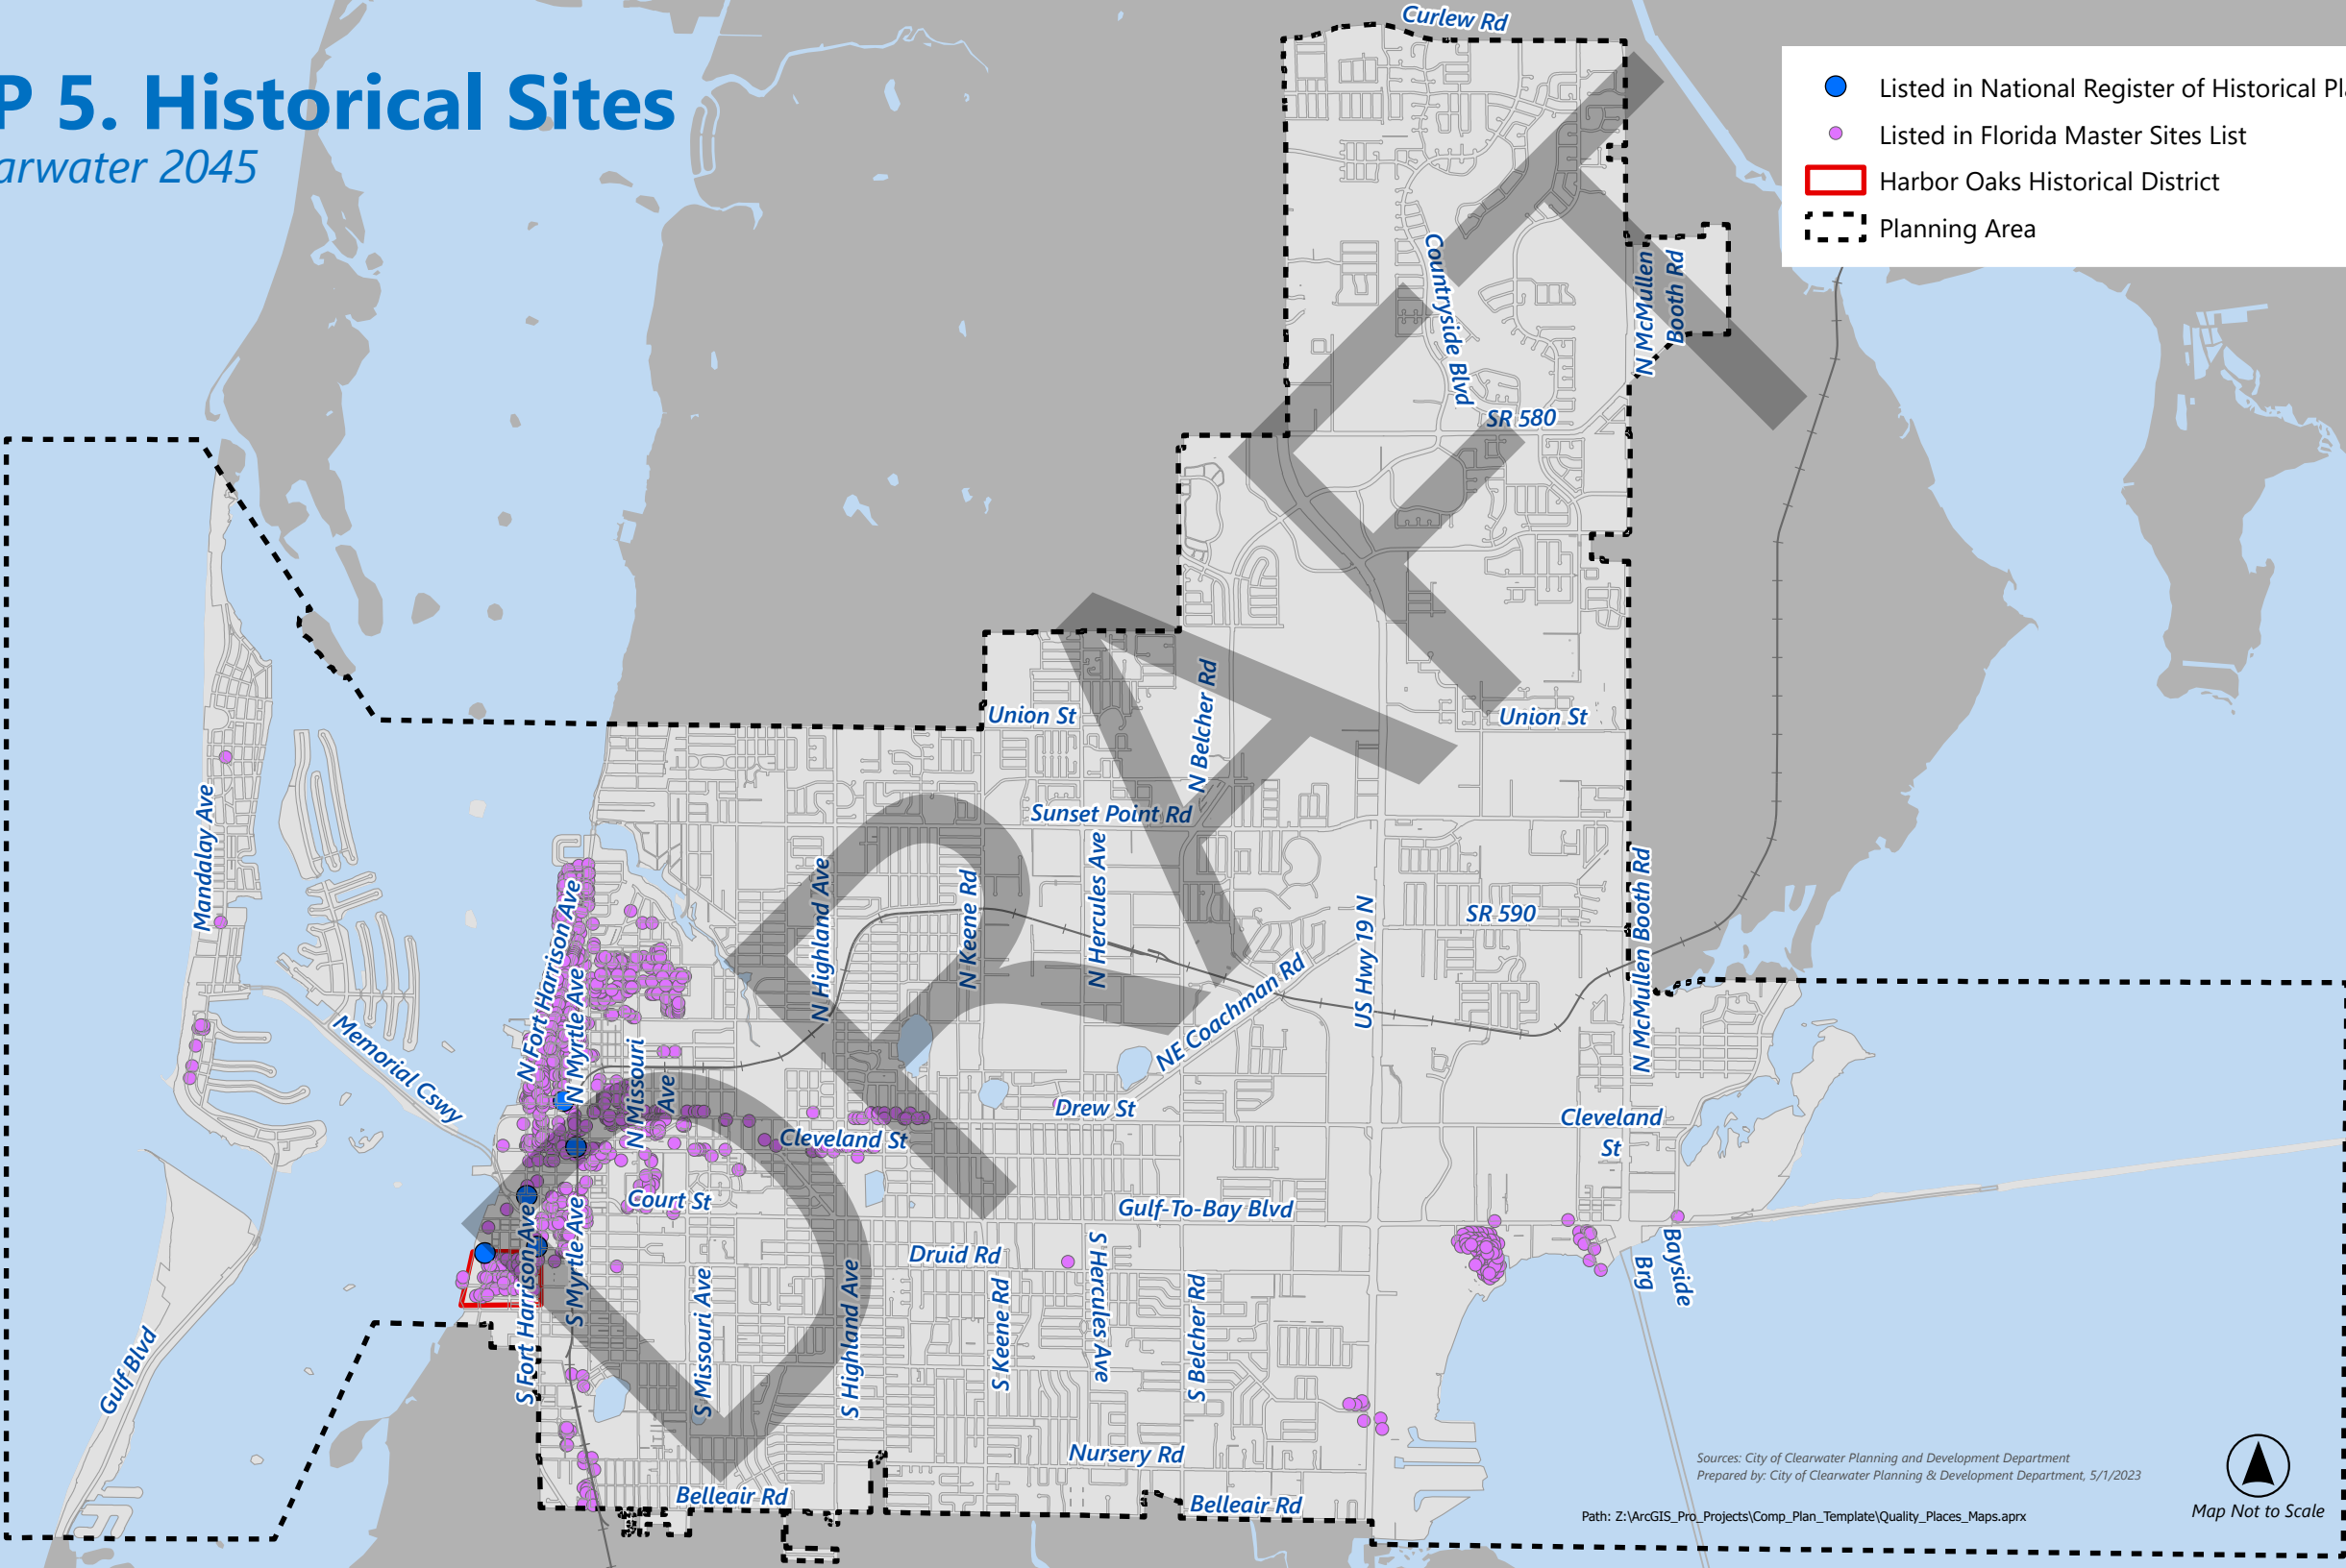 P 5. Historical Sites
arwater 2045
Curlew Rd
Listed in National Register of Historical Pl
Listed in Florida Master Sites List
Harbor Oaks Historical District
Planning Area
Countryside Blvd
N McMullen
Booth Rd
SR 580
Union St
Union St
N Belcher Rd
Sunset Point Rd
Mandalay Ave
N Fort Harrison Ave
N Myrtle Ave
N Highland Ave
N Keene Rd
N Hercules Ave
US Hwy 19 N
SR 590
N McMullen Booth Rd
NE Coachman Rd
Memorial Cswy
N Missouri
Ave
Drew St
Cleveland St
Cleveland
St
Court St
Gulf-To-Bay Blvd
Druid Rd
S Fort Harrison Ave
S Myrtle Ave
S Missouri Ave
S Highland Ave
S Keene Rd
S Hercules Ave
S Belcher Rd
Bayside
Brg
Gulf Blvd
Nursery Rd
Belleair Rd
Belleair Rd
DRAFT
Sources: City of Clearwater Planning and Development Department
Prepared by: City of Clearwater Planning & Development Department, 5/1/2023
Path: Z:\ArcGIS_Pro_Projects\Comp_Plan_Template\Quality_Places_Maps.aprx
Map Not to Scale